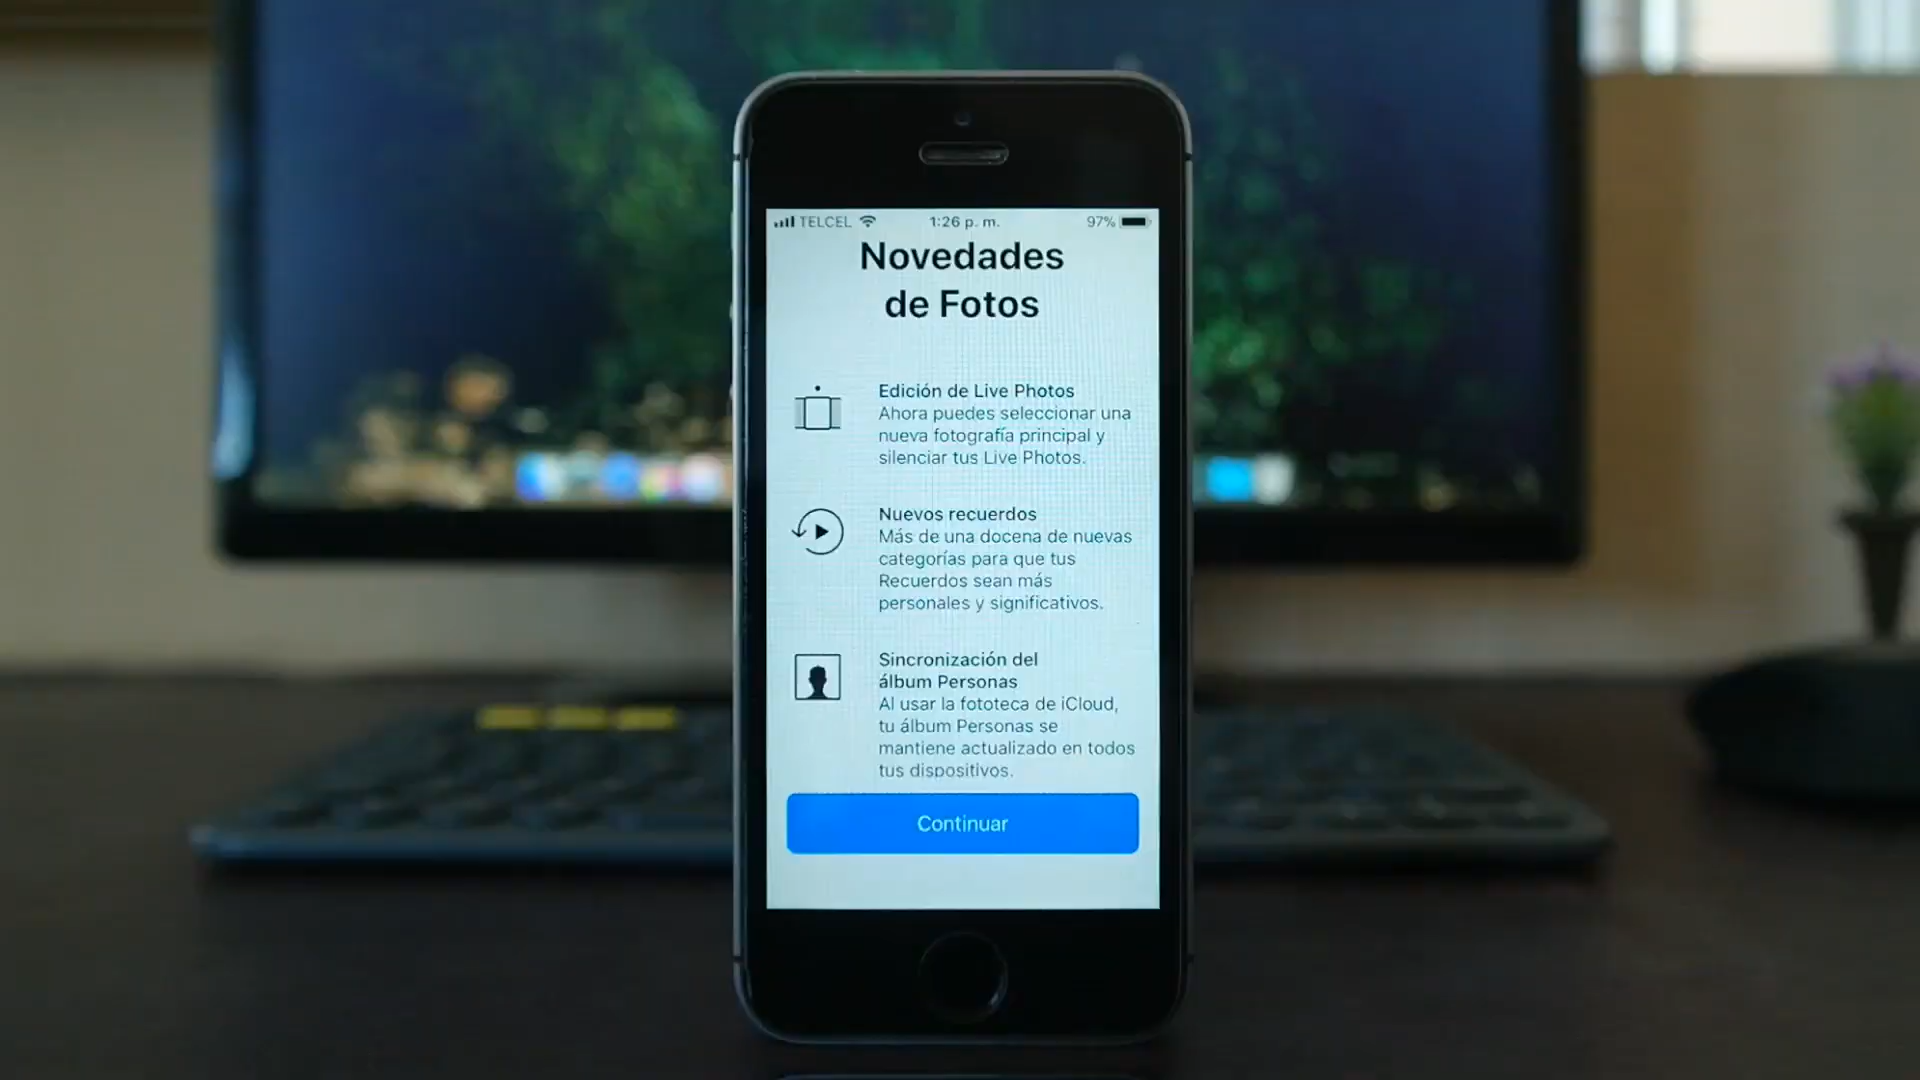 TELCEL 1:26 p. m. 97%
Novedades
de Fotos
Edición de Live Photos
Ahora puedes seleccionar una
nueva fotografía principal y
silenciar tus Live Photos.
Nuevos recuerdos
Más de una docena de nuevas
categorías para que tus
Recuerdos sean más
personales y significativos.
Sincronización del
álbum Personas
Al usar la fototeca de iCloud,
tu álbum Personas se
mantiene actualizado en todos
tus dispositivos.
Continuar